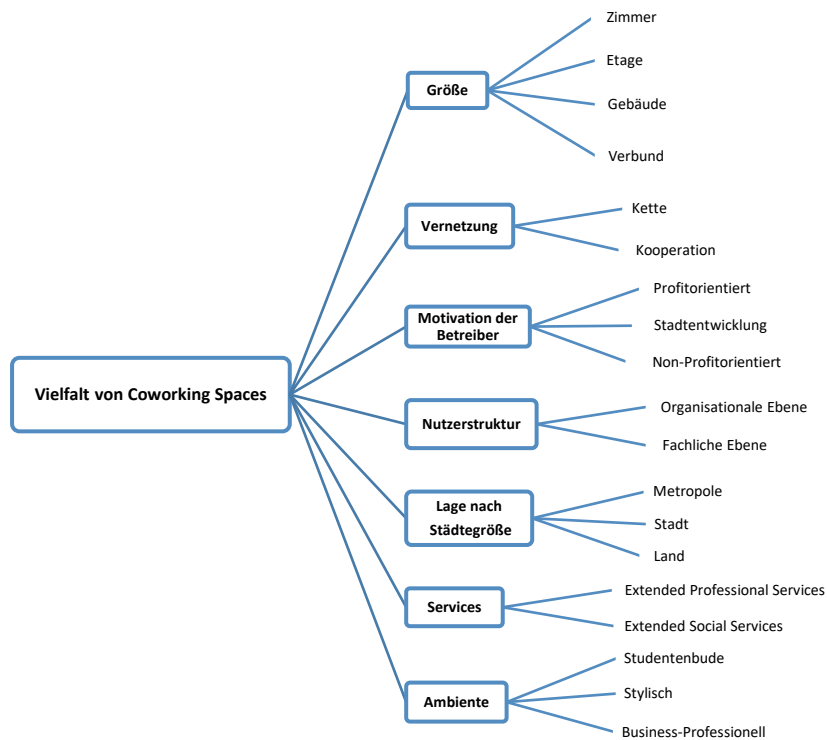 Vielfalt von Coworking Spaces
Größe
Zimmer
Etage
Gebäude
Verbund
Vernetzung
Kette
Kooperation
Motivation der
Betreiber
Profitorientiert
Stadtentwicklung
Non-Profitorientiert
Nutzerstruktur
Organisationale Ebene
Fachliche Ebene
Lage nach
Städtegröße
Metropole
Stadt
Land
Services
Extended Professional Services
Extended Social Services
Ambiente
Studentenbude
Stylisch
Business-Professionell